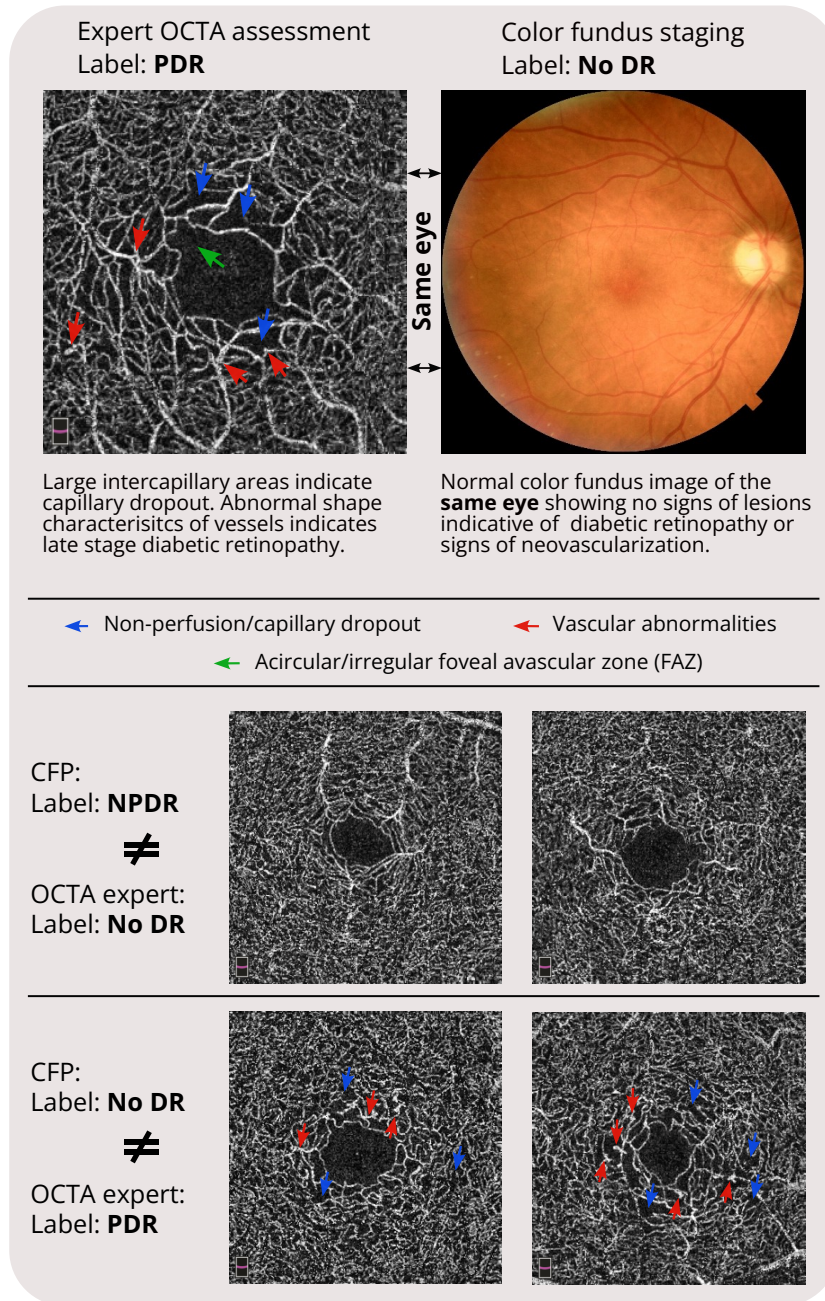 Expert OCTA assessment
Label: PDR
Color fundus staging
Label: No DR
Same eye
Large intercapillary areas indicate
capillary dropout. Abnormal shape
characterisitcs of vessels indicates
late stage diabetic retinopathy.
Normal color fundus image of the
same eye showing no signs of lesions
indicative of diabetic retinopathy or
signs of neovascularization.
Non-perfusion/capillary dropout
Vascular abnormalities
Acircular/irregular foveal avascular zone (FAZ)
CFP:
Label: NPDR
≠
OCTA expert:
Label: No DR
CFP:
Label: No DR
≠
OCTA expert:
Label: PDR